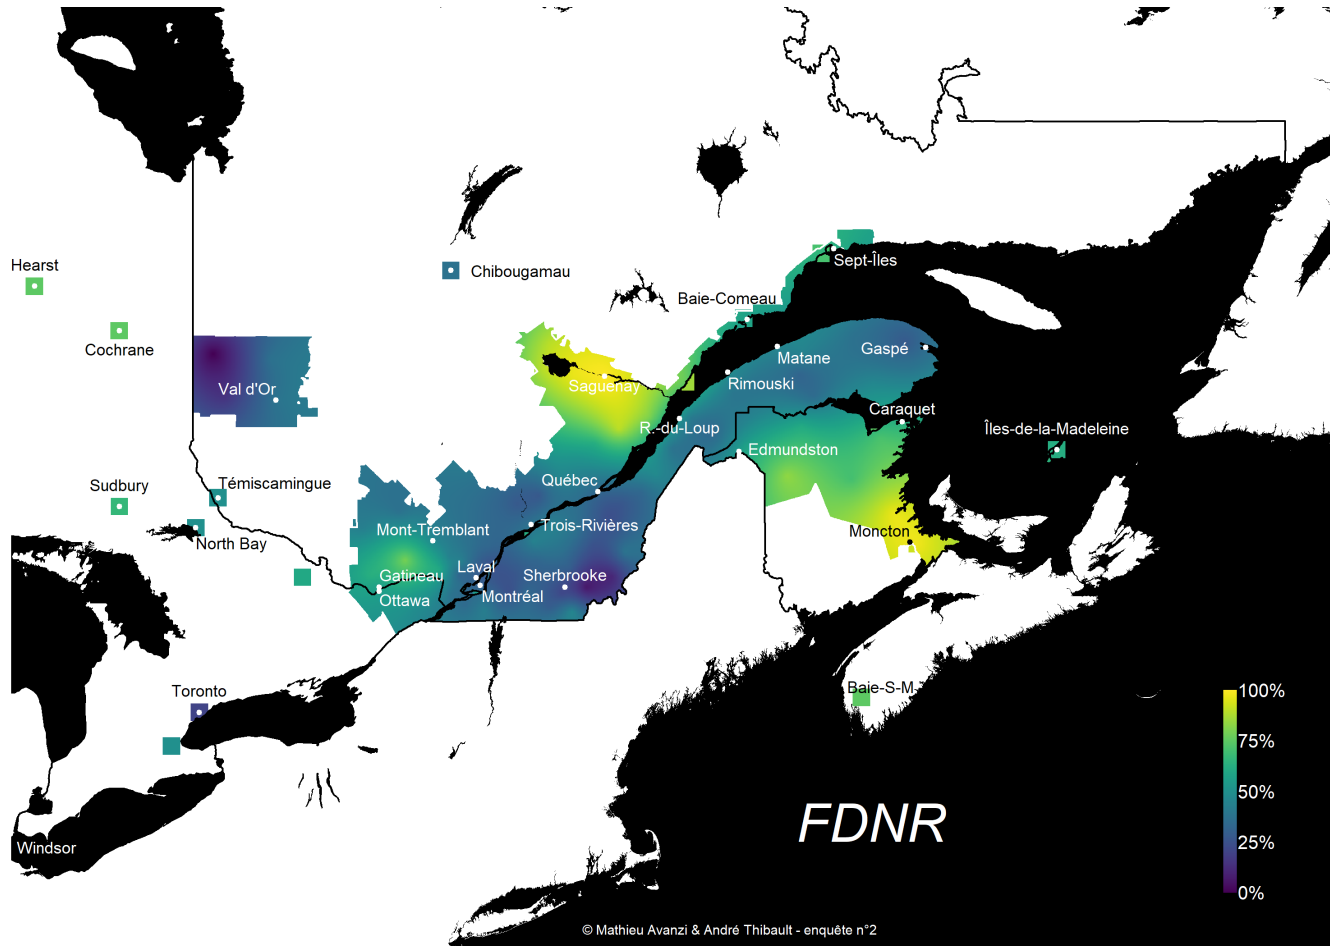 Hearst
Cochrane
Chibougamau
Sept-Îles
Baie-Comeau
Saguenay
Matane
Gaspé
Rimouski
Val d'Or
R.-du-Loup
Caraquet
Îles-de-la-Madeleine
Edmundston
Sudbury
Témiscamingue
Québec
North Bay
Mont-Tremblant
Trois-Rivières
Moncton
Gatineau
Laval
Sherbrooke
Ottawa
Montréal
Toronto
Baie-S-M-
Windsor
FDNR
100%
75%
50%
25%
0%
© Mathieu Avanzi & André Thibault - enquête n°2